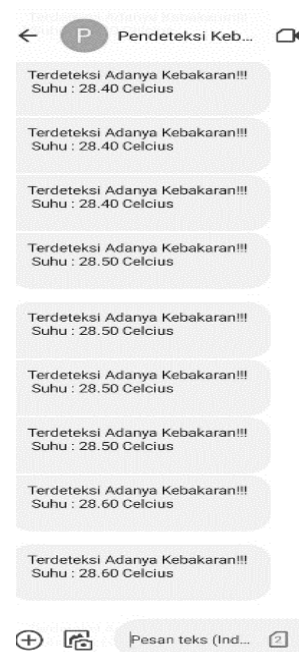 P Pendeteksi Keb...
Terdeteksi Adanya Kebakaran!!!
Suhu : 28.40 Celcius
Terdeteksi Adanya Kebakaran!!!
Suhu : 28.40 Celcius
Terdeteksi Adanya Kebakaran!!!
Suhu : 28.40 Celcius
Terdeteksi Adanya Kebakaran!!!
Suhu : 28.50 Celcius
Terdeteksi Adanya Kebakaran!!!
Suhu : 28.50 Celcius
Terdeteksi Adanya Kebakaran!!!
Suhu : 28.50 Celcius
Terdeteksi Adanya Kebakaran!!!
Suhu : 28.50 Celcius
Terdeteksi Adanya Kebakaran!!!
Suhu : 28.60 Celcius
Terdeteksi Adanya Kebakaran!!!
Suhu : 28.60 Celcius
Pesan teks (Ind... 2